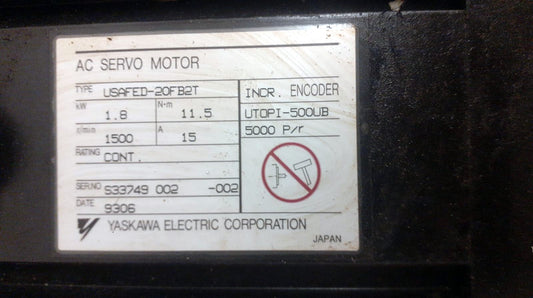 AC SERVO MOTOR
TYPE USAFED-20FB2T INCR. ENCODER
kW 1.8 N·m 11.5 UTOPI-500UB
r/min 1500 A 15 5000 P/r
RATING CONT.
SER.NO S33749 002 -002
DATE 9306
YASKAWA ELECTRIC CORPORATION
JAPAN